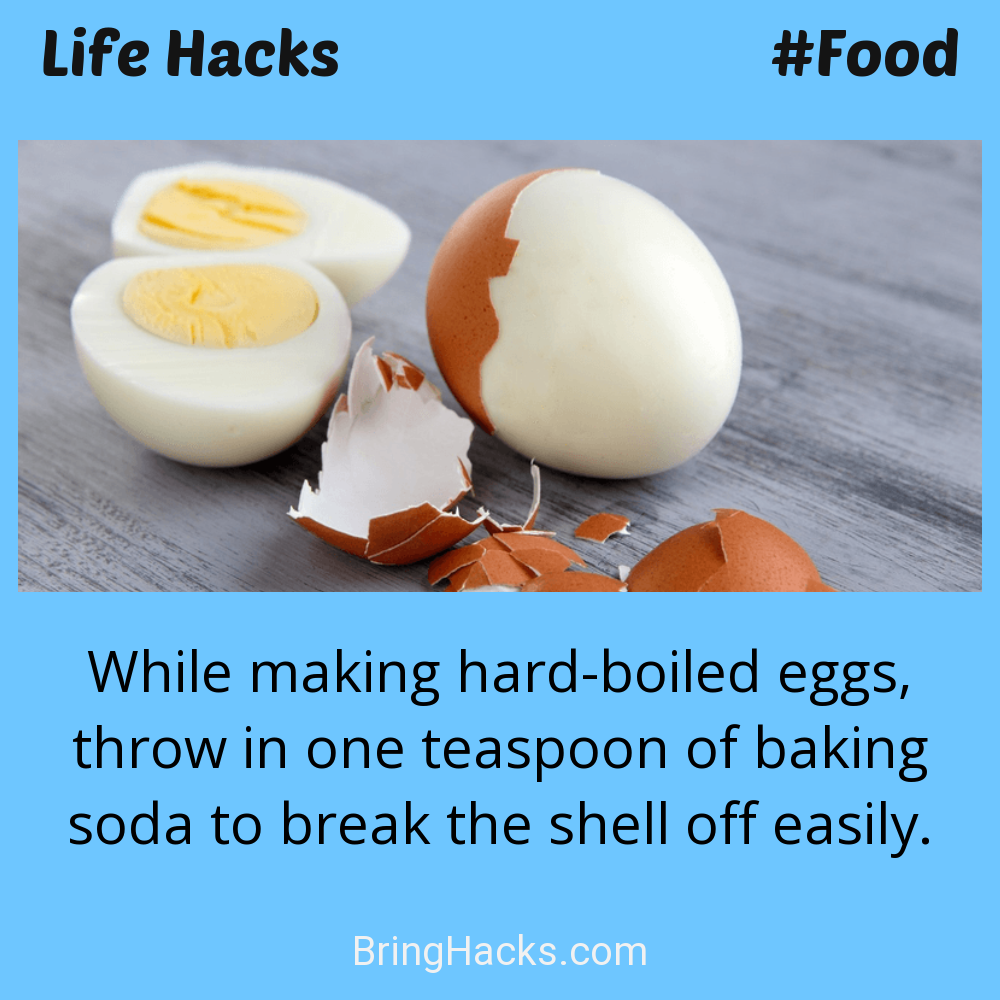 Life Hacks
#Food
While making hard-boiled eggs,
throw in one teaspoon of baking
soda to break the shell off easily.
BringHacks.com